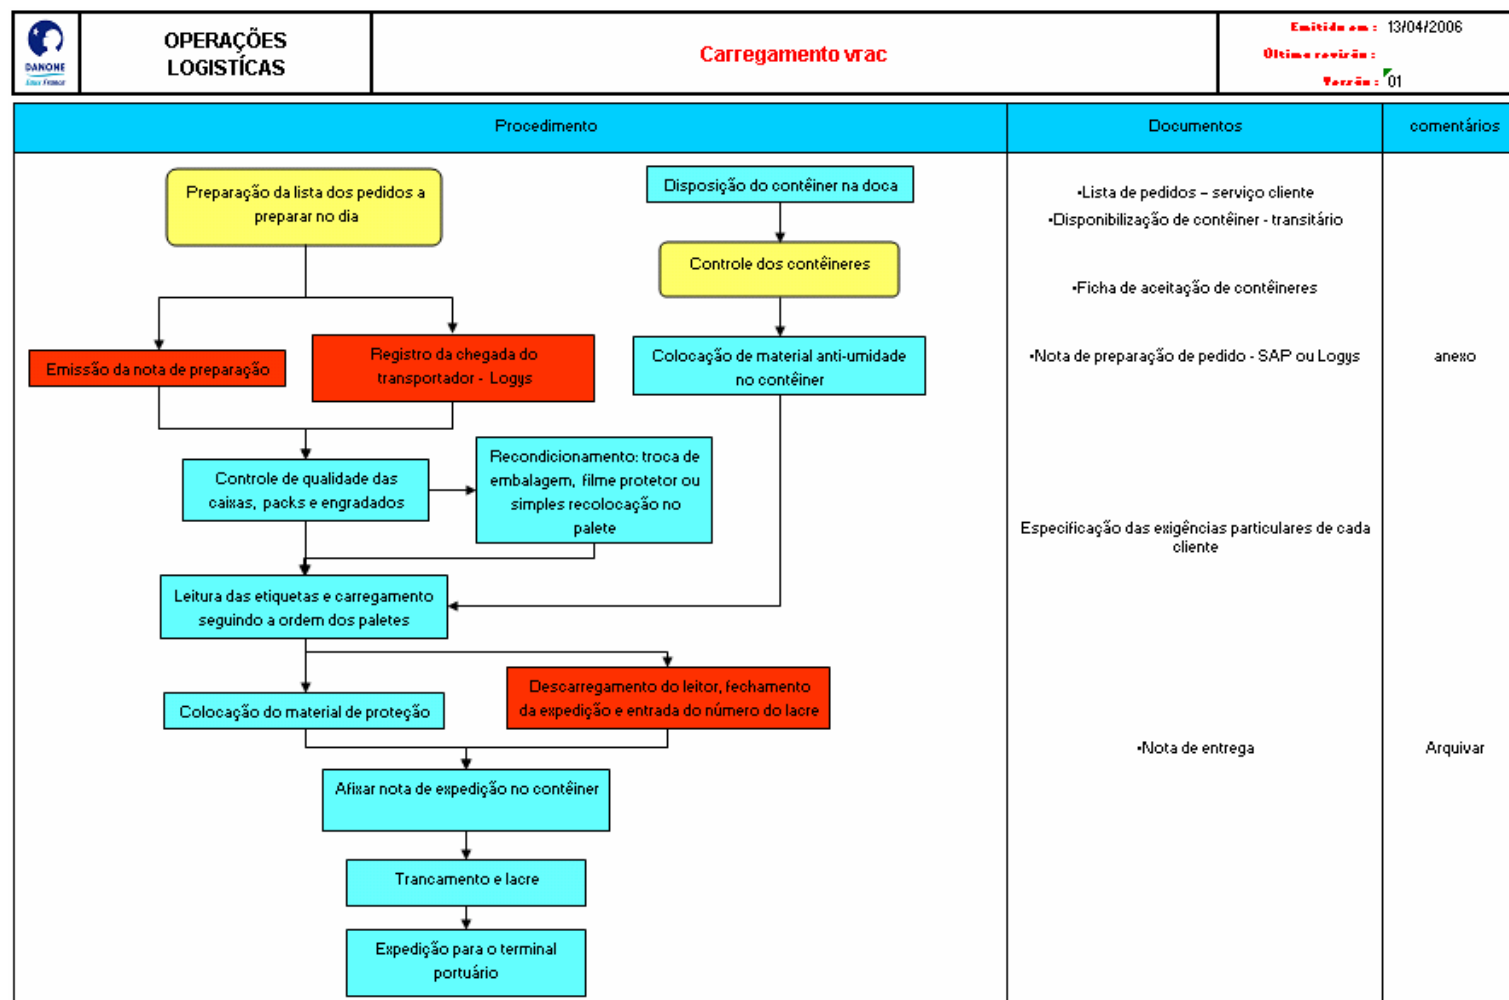 DANONE
Eaux France
OPERAÇÕES
LOGISTÍCAS
Carregamento vrac
Emitido em : 13/04/2006
Última revisão :
Versão : 01
Procedimento
Documentos
comentários
Preparação da lista dos pedidos a
preparar no dia
Disposição do contêiner na doca
•Lista de pedidos – serviço cliente
•Disponibilização de contêiner - transitário
Controle dos contêineres
•Ficha de aceitação de contêineres
Emissão da nota de preparação
Registro da chegada do
transportador - Logys
Colocação de material anti-umidade
no contêiner
•Nota de preparação de pedido - SAP ou Logys
anexo
Controle de qualidade das
caixas, packs e engradados
Recondicionamento: troca de
embalagem, filme protetor ou
simples recolocação no
palete
Especificação das exigências particulares de cada
cliente
Leitura das etiquetas e carregamento
seguindo a ordem dos paletes
Colocação do material de proteção
Descarregamento do leitor, fechamento
da expedição e entrada do número do lacre
•Nota de entrega
Arquivar
Afixar nota de expedição no contêiner
Trancamento e lacre
Expedição para o terminal
portuário